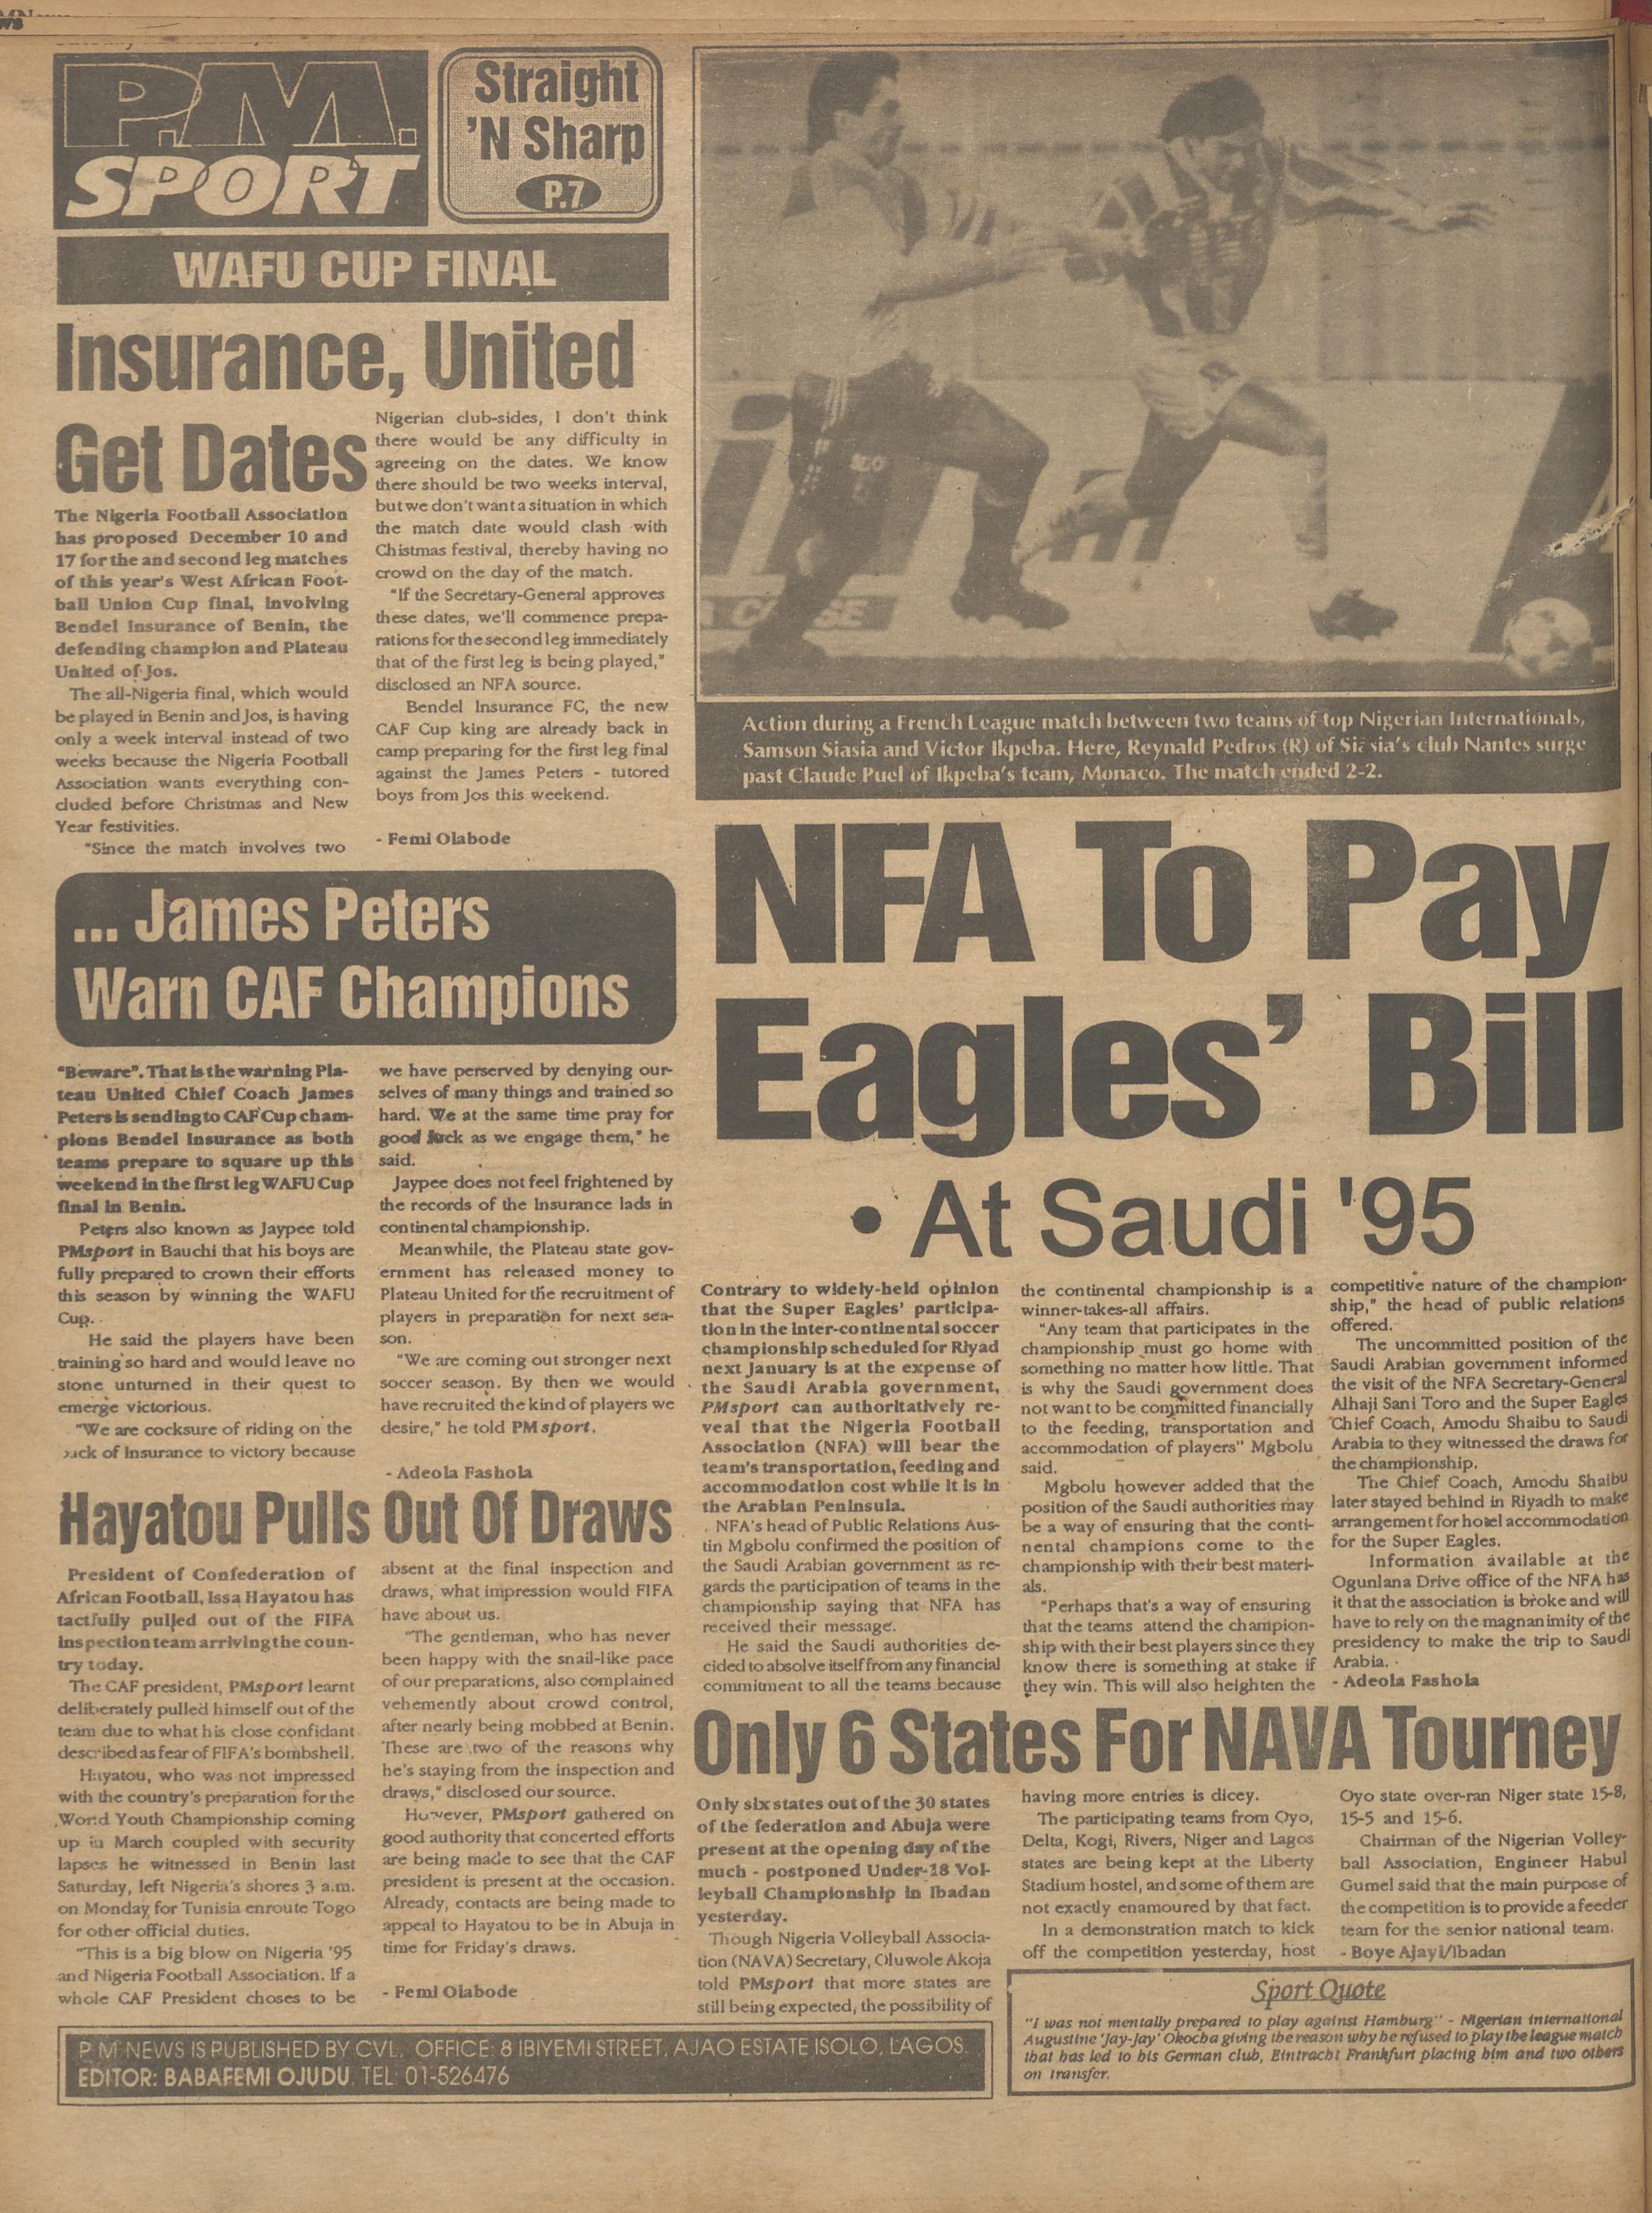 P.M.
SPORT
Straight
'N Sharp
P.7
WAFU CUP FINAL
Insurance, United
Get Dates
The Nigeria Football Association
has proposed December 10 and
17 for the and second leg matches
of this year's West African Foot-
ball Union Cup final, involving
Bendel Insurance of Benin, the
defending champion and Plateau
United of Jos.
The all-Nigeria final, which would
be played in Benin and Jos, is having
only a week interval instead of two
weeks because the Nigeria Football
Association wants everything con-
cluded before Christmas and New
Year festivities.
"Since the match involves two
Nigerian club-sides, I don't think
there would be any difficulty in
agreeing on the dates. We know
there should be two weeks interval,
but we don't want a situation in which
the match date would clash with
Chistmas festival, thereby having no
crowd on the day of the match.
"If the Secretary-General approves
these dates, we'll commence prepa-
rations for the second leg immediately
that of the first leg is being played,"
disclosed an NFA source.
Bendel Insurance FC, the new
CAF Cup king are already back in
camp preparing for the first leg final
against the James Peters - tutored
boys from Jos this weekend.
- Femi Olabode
... James Peters
Warn CAF Champions
"Beware". That is the warning Pla-
teau United Chief Coach James
Peters is sending to CAF Cup cham-
pions Bendel Insurance as both
teams prepare to square up this
weekend in the first leg WAFU Cup
final in Benin.
Peters also known as Jaypee told
PMsport in Bauchi that his boys are
fully prepared to crown their efforts
this season by winning the WAFU
Cup.
He said the players have been
training so hard and would leave no
stone unturned in their quest to
emerge victorious.
"We are cocksure of riding on the
of Insurance to victory because
we have perserved by denying our-
selves of many things and trained so
hard. We at the same time pray for
good luck as we engage them," he
said.
Jaypee does not feel frightened by
the records of the Insurance lads in
continental championship.
Meanwhile, the Plateau state gov-
ernment has released money to
Plateau United for the recruitment of
players in preparation for next sea-
son.
"We are coming out stronger next
soccer season. By then we would
have recruited the kind of players we
desire," he told PMsport.
- Adeola Fashola
Hayatou Pulls Out Of Draws
President of Confederation of
African Football, Issa Hayatou has
tactfully pulled out of the FIFA
inspection team arriving the coun-
try today.
The CAF president, PMsport learnt
deliberately pulled himself out of the
team due to what his close confidant
described as fear of FIFA's bombshell.
Hayatou, who was not impressed
with the country's preparation for the
World Youth Championship coming
up in March coupled with security
lapses he witnessed in Benin last
Saturday, left Nigeria's shores 3 a.m.
on Monday for Tunisia enroute Togo
for other official duties.
"This is a big blow on Nigeria '95
and Nigeria Football Association. If a
whole CAF President choses to be
absent at the final inspection and
draws, what impression would FIFA
have about us.
"The gentleman, who has never
been happy with the snail-like pace
of our preparations, also complained
vehemently about crowd control,
after nearly being mobbed at Benin.
These are two of the reasons why
he's staying from the inspection and
draws," disclosed our source.
However, PMsport gathered on
good authority that concerted efforts
are being made to see that the CAF
president is present at the occasion.
Already, contacts are being made to
appeal to Hayatou to be in Abuja in
time for Friday's draws.
- Femi Olabode
P.M NEWS IS PUBLISHED BY CVL, OFFICE: 8 IBIYEMI STREET, AJAO ESTATE ISOLO, LAGOS.
EDITOR: BABAFEMI OJUDU. TEL: 01-526476
Action during a French League match between two teams of top Nigerian Internationals,
Samson Siasia and Victor Ikpeba. Here, Reynald Pedros (R) of Siasia's club Nantes surge
past Claude Puel of Ikpeba's team, Monaco. The match ended 2-2.
NFA To Pay
Eagles' Bill
• At Saudi '95
Contrary to widely-held opinion
that the Super Eagles' participa-
tion in the inter-continental soccer
championship scheduled for Riyad
next January is at the expense of
the Saudi Arabia government,
PMsport can authoritatively re-
veal that the Nigeria Football
Association (NFA) will bear the
team's transportation, feeding and
accommodation cost while it is in
the Arabian Peninsula.
NFA's head of Public Relations Aus-
tin Mgbolu confirmed the position of
the Saudi Arabian government as re-
gards the participation of teams in the
championship saying that NFA has
received their message.
He said the Saudi authorities de-
cided to absolve itself from any financial
commitment to all the teams because
the continental championship is a
winner-takes-all affairs.
"Any team that participates in the
championship must go home with
something no matter how little. That
is why the Saudi government does
not want to be committed financially
to the feeding, transportation and
accommodation of players" Mgbolu
said.
Mgbolu however added that the
position of the Saudi authorities may
be a way of ensuring that the conti-
nental champions come to the
championship with their best materi-
als.
"Perhaps that's a way of ensuring
that the teams attend the champion-
ship with their best players since they
know there is something at stake if
they win. This will also heighten the
competitive nature of the champion-
ship," the head of public relations
offered.
The uncommitted position of the
Saudi Arabian government informed
the visit of the NFA Secretary-General
Alhaji Sani Toro and the Super Eagles
Chief Coach, Amodu Shaibu to Saudi
Arabia to they witnessed the draws for
the championship.
The Chief Coach, Amodu Shaibu
later stayed behind in Riyadh to make
arrangement for hotel accommodation
for the Super Eagles.
Information available at the
Ogunlana Drive office of the NFA has
it that the association is broke and will
have to rely on the magnanimity of the
presidency to make the trip to Saudi
Arabia.
- Adeola Fashola
Only 6 States For NAVA Tourney
Only six states out of the 30 states
of the federation and Abuja were
present at the opening day of the
much - postponed Under-18 Vol-
leyball Championship in Ibadan
yesterday.
Though Nigeria Volleyball Associa-
tion (NAVA) Secretary, Oluwole Akoja
told PMsport that more states are
still being expected, the possibility of
having more entries is dicey.
The participating teams from Oyo,
Delta, Kogi, Rivers, Niger and Lagos
states are being kept at the Liberty
Stadium hostel, and some of them are
not exactly enamoured by that fact.
In a demonstration match to kick
off the competition yesterday, host
Oyo state over-ran Niger state 15-8,
15-5 and 15-6.
Chairman of the Nigerian Volley-
ball Association, Engineer Habul
Gumel said that the main purpose of
the competition is to provide a feeder
team for the senior national team.
- Boye Ajayi/Ibadan
Sport Quote
"I was not mentally prepared to play against Hamburg" - Nigerian international
Augustine 'Jay-Jay' Okocha giving the reason why he refused to play the league match
that has led to his German club, Eintracht Frankfurt placing him and two others
on transfer.